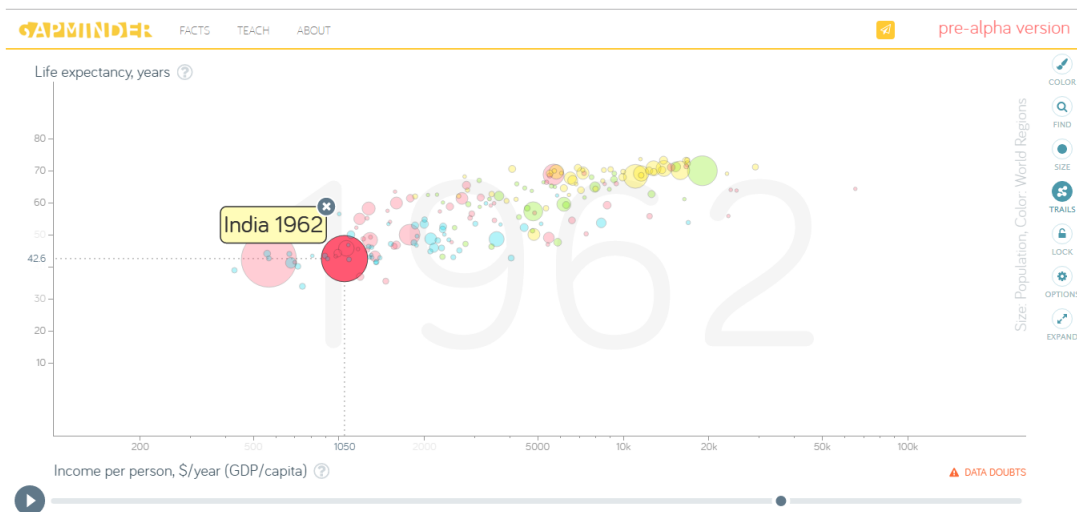 GAPMINDER FACTS TEACH ABOUT pre-alpha version
Life expectancy, years ?
COLOR
FIND
SIZE
TRAILS
LOCK
OPTIONS
EXPAND
80
70
60
50
42.6
30
20
10
India 1962
1962
Size: Population, Color: World Regions
200 500 1050 2000 5000 10k 20k 50k 100k
Income per person, $/year (GDP/capita) ? DATA DOUBTS